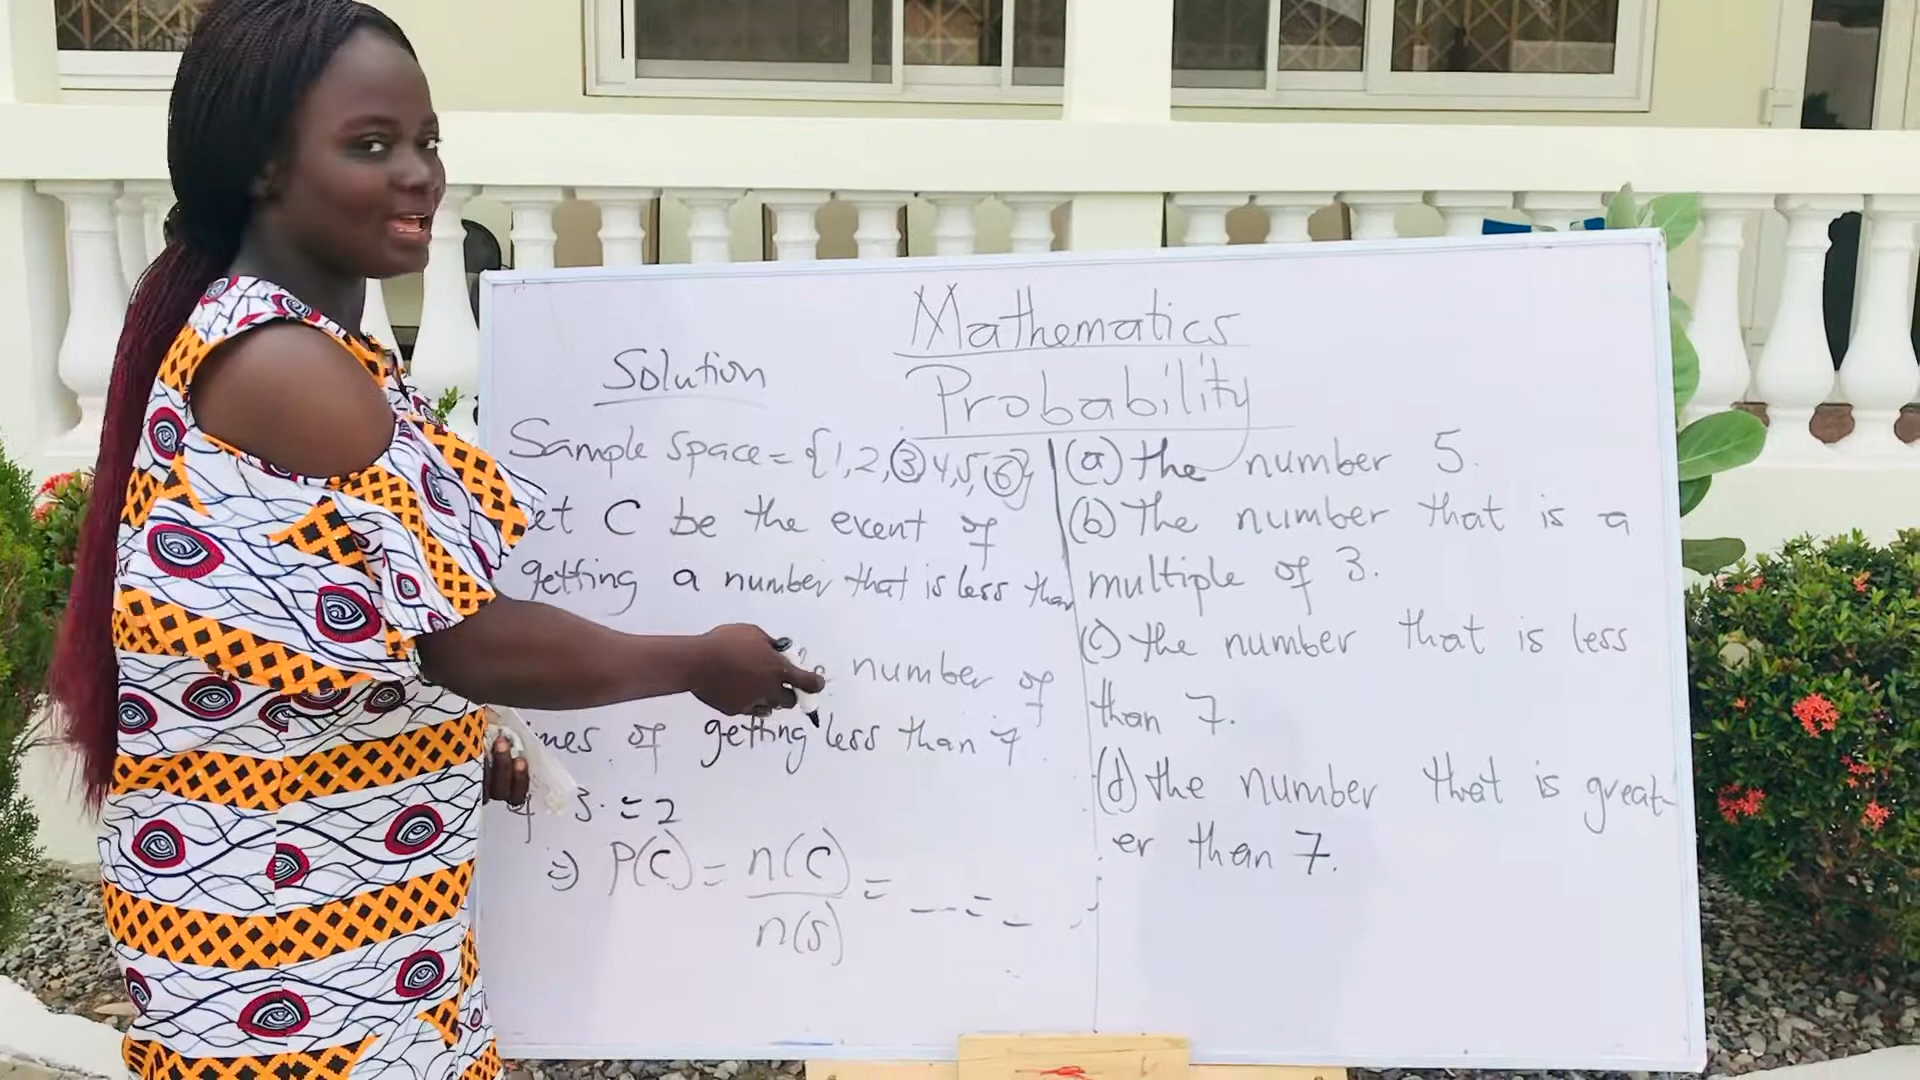 Mathematics
Probability
Solution
Sample space = {1,2,3 4,5,6}
et C be the event of
getting a number that is less than
number of
mes of getting less than 7
3. = 2
=> P(C) = n(C)/n(S) = __ = _
(a) the number 5.
(b) The number that is a
multiple of 3.
(c) the number that is less
than 7.
(d) the number that is great-
er than 7.